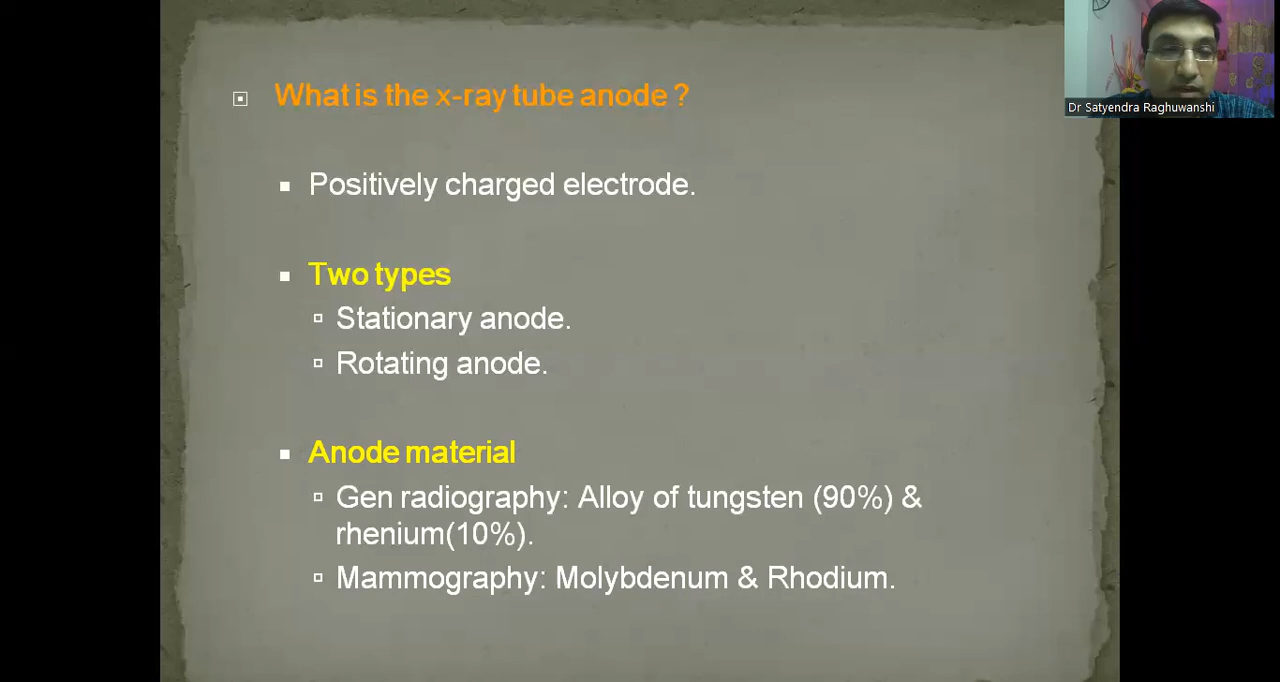 What is the x-ray tube anode ?
Dr Satyendra Raghuwanshi
Positively charged electrode.
Two types
Stationary anode.
Rotating anode.
Anode material
Gen radiography: Alloy of tungsten (90%) &
rhenium(10%).
Mammography: Molybdenum & Rhodium.